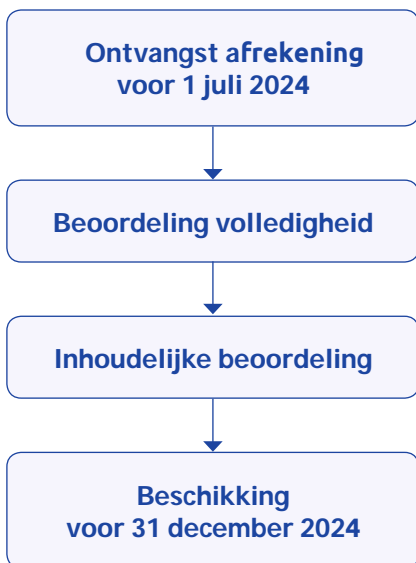 Ontvangst afrekening
voor 1 juli 2024
Beoordeling volledigheid
Inhoudelijke beoordeling
Beschikking
voor 31 december 2024